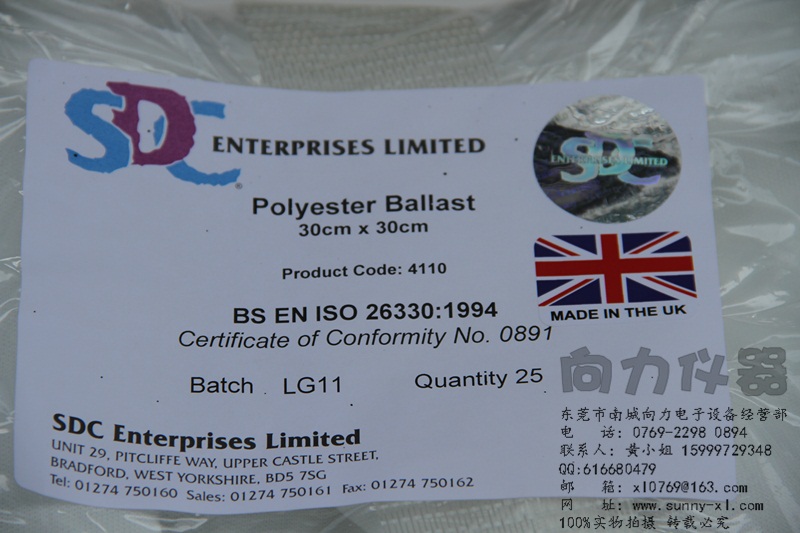 SDC ENTERPRISES LIMITED
®
SDC
ENTERPRISES LIMITED
Polyester Ballast
30cm x 30cm
Product Code: 4110
BS EN ISO 26330:1994
Certificate of Conformity No. 0891
MADE IN THE UK
Batch LG11 Quantity 25
SDC Enterprises Limited
UNIT 29, PITCLIFFE WAY, UPPER CASTLE STREET,
BRADFORD, WEST YORKSHIRE, BD5 7SG
Tel: 01274 750160 Sales: 01274 750161 Fax: 01274 750162
向力仪器
东莞市南城向力电子设备经营部
电 话: 0769-2298 0894
联系人: 黄小姐 15999729348
QQ:616680479
邮 箱: xl0769@163.com
网 址: www.sunny-xl.com
100%实物拍摄 转载必究